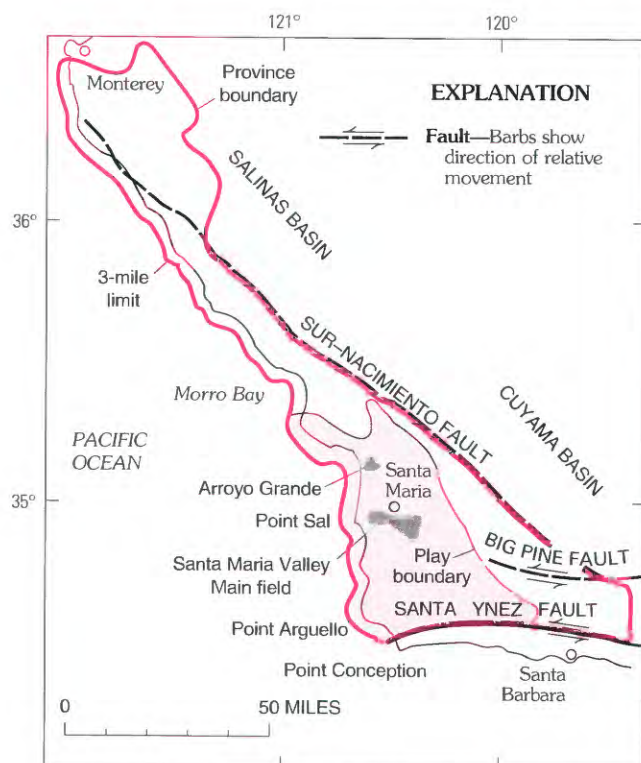 121°
120°
Monterey
Province
boundary
EXPLANATION
Fault—Barbs show
direction of relative
movement
SALINAS BASIN
36°
3-mile
limit
SUR–NACIMIENTO FAULT
Morro Bay
CUYAMA BASIN
PACIFIC
OCEAN
Santa
Maria
Arroyo Grande
35°
Point Sal
BIG PINE FAULT
Santa Maria Valley
Main field
Play
boundary
SANTA YNEZ FAULT
Point Arguello
Point Conception
Santa
Barbara
0
50 MILES